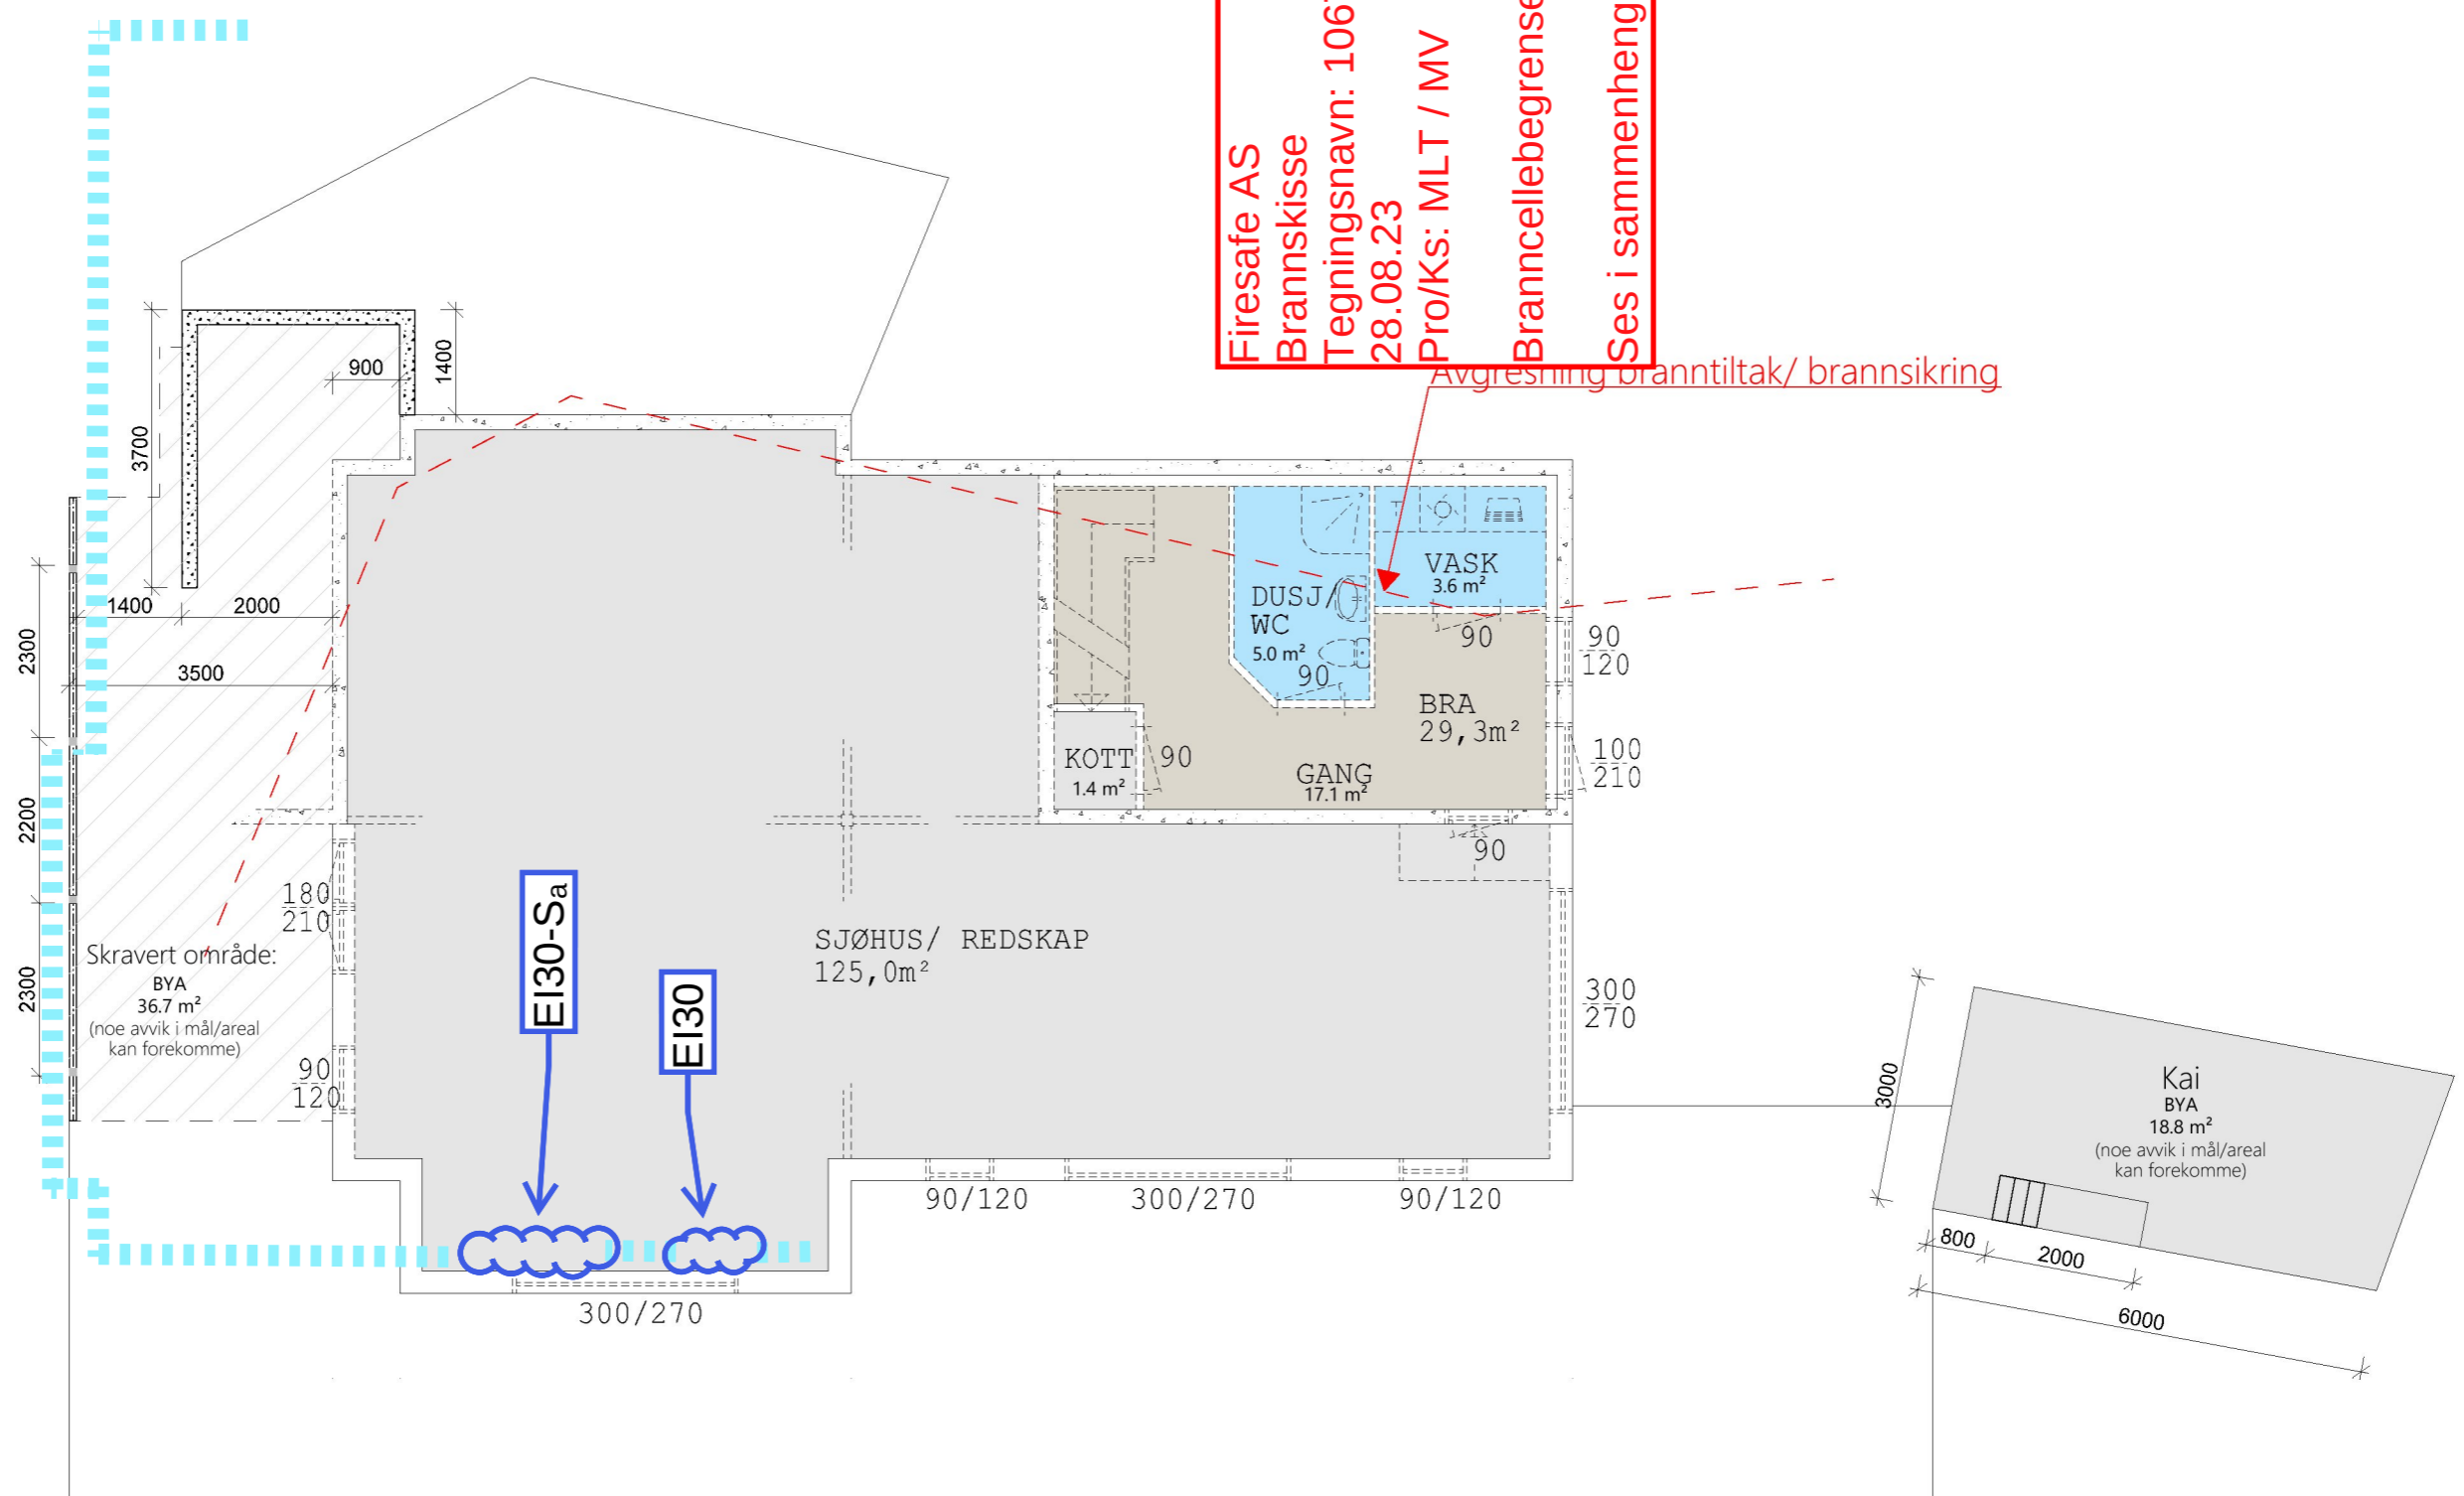 Firesafe AS
Brannskisse
Tegningsnavn: 106
28.08.23
Pro/Ks: MLT / MV
Branncellebegrense
Ses i sammenheng
Avgresning branntiltak/ brannsikring
900
1400
3700
1400
2000
3500
2300
2200
2300
VASK
3.6 m²
DUSJ/
WC
5.0 m²
90
90
90
120
BRA
29,3m²
KOTT
1.4 m²
90
GANG
17.1 m²
100
210
90
180
210
EI30-Sa
EI30
SJØHUS/ REDSKAP
125,0m²
Skravert område:
BYA
36.7 m²
(noe avvik i mål/areal
kan forekomme)
90
120
300
270
90/120
300/270
90/120
300/270
Kai
BYA
18.8 m²
(noe avvik i mål/areal
kan forekomme)
3000
800
2000
6000